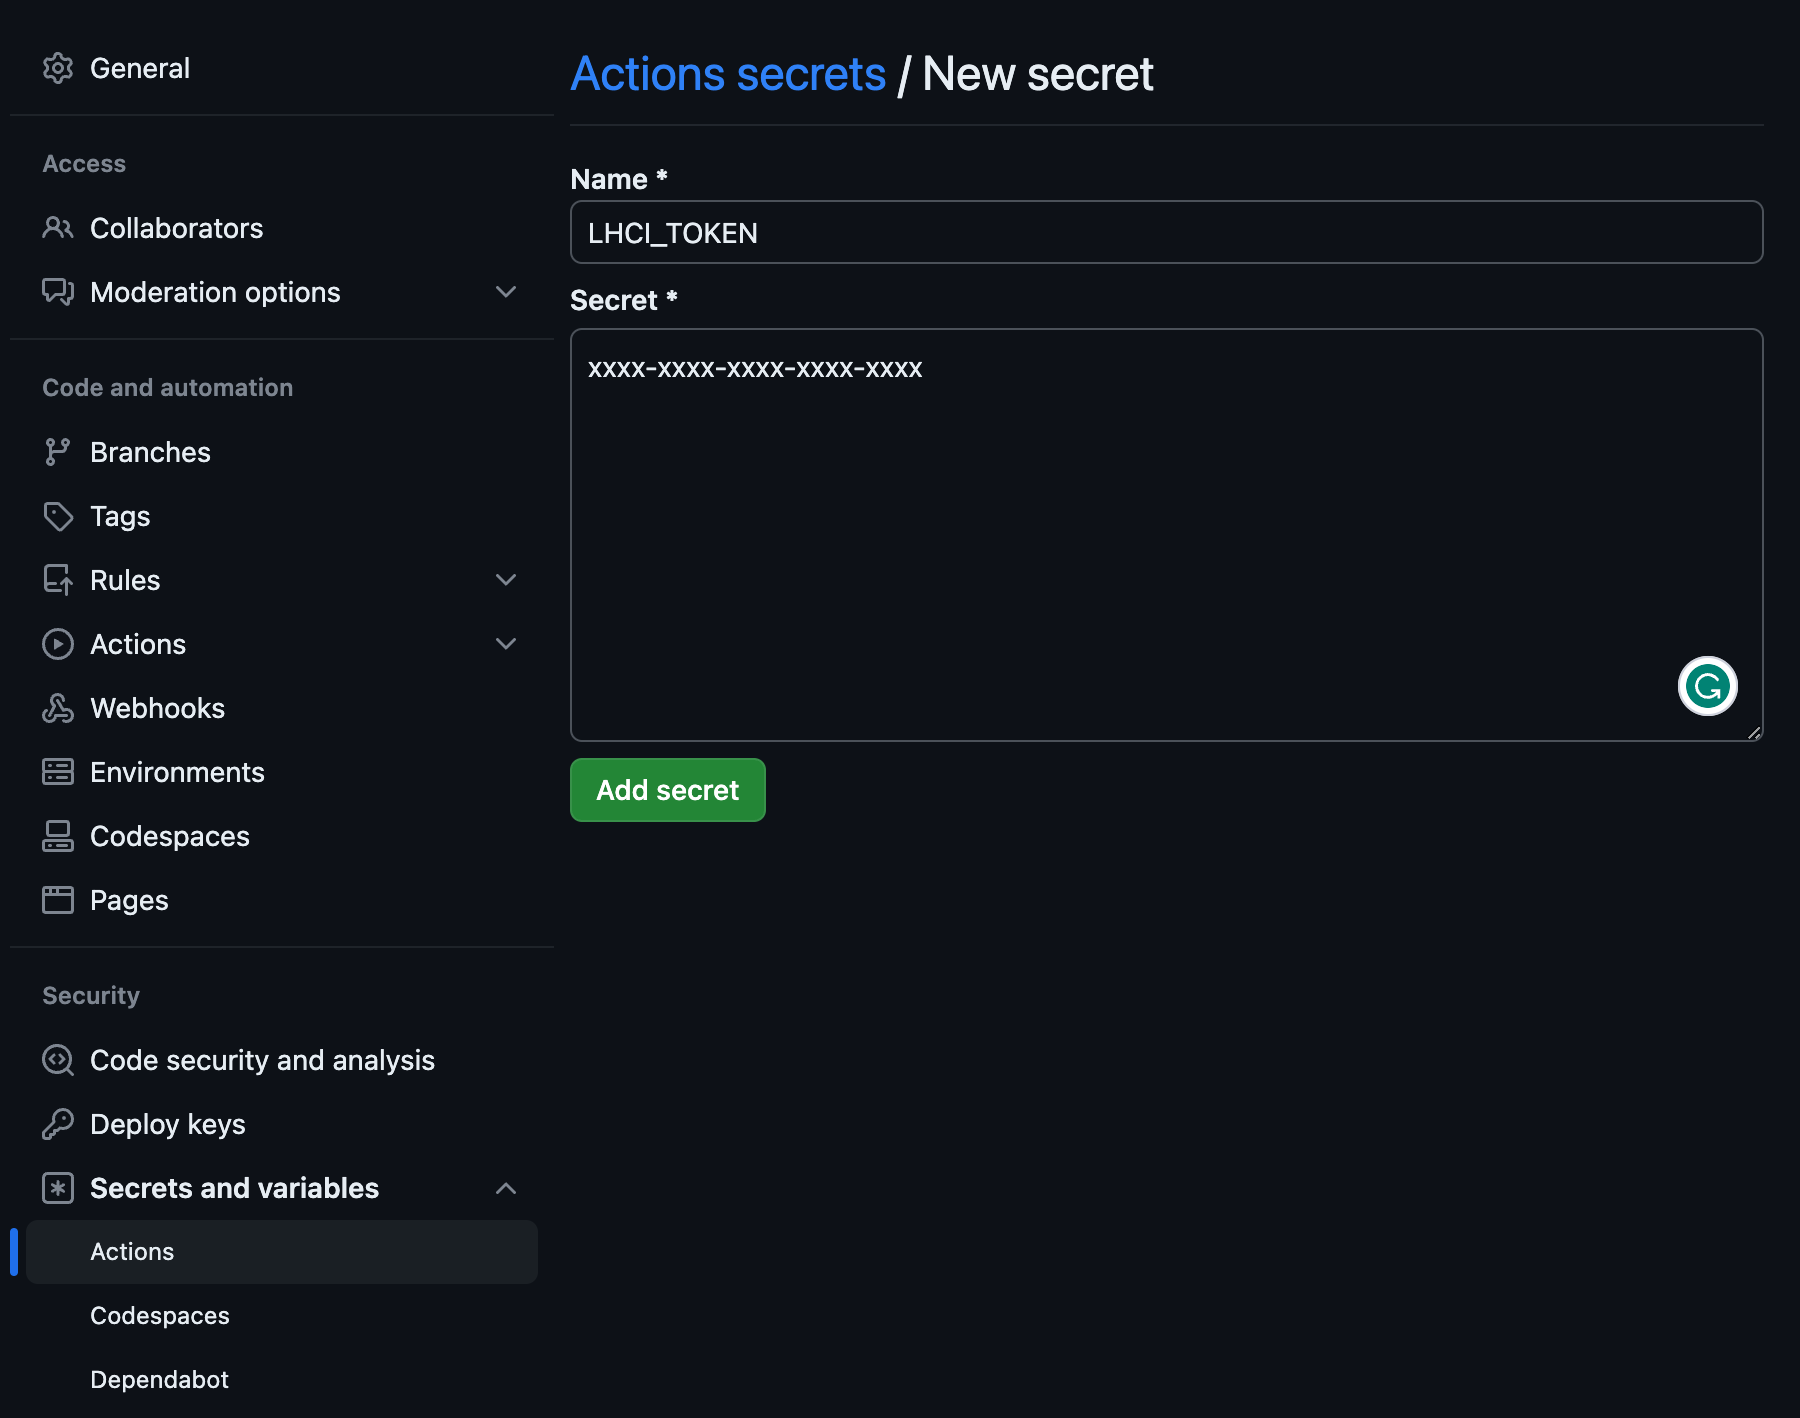 General
Access
Collaborators
Moderation options
Code and automation
Branches
Tags
Rules
Actions
Webhooks
Environments
Codespaces
Pages
Security
Code security and analysis
Deploy keys
Secrets and variables
Actions
Codespaces
Dependabot
Actions secrets / New secret
Name *
LHCI_TOKEN
Secret *
xxxx-xxxx-xxxx-xxxx-xxxx
Add secret